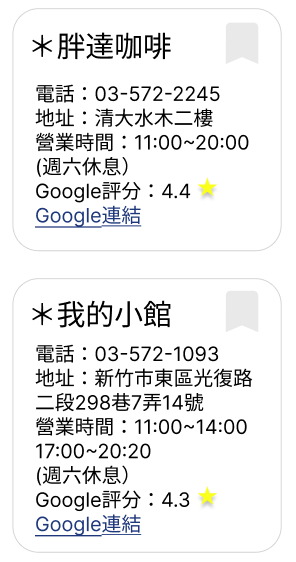 ＊胖達咖啡
電話：03-572-2245
地址：清大水木二樓
營業時間：11:00~20:00
(週六休息）
Google評分：4.4
Google連結
＊我的小館
電話：03-572-1093
地址：新竹市東區光復路
二段298巷7弄14號
營業時間：11:00~14:00
17:00~20:20
(週六休息）
Google評分：4.3
Google連結